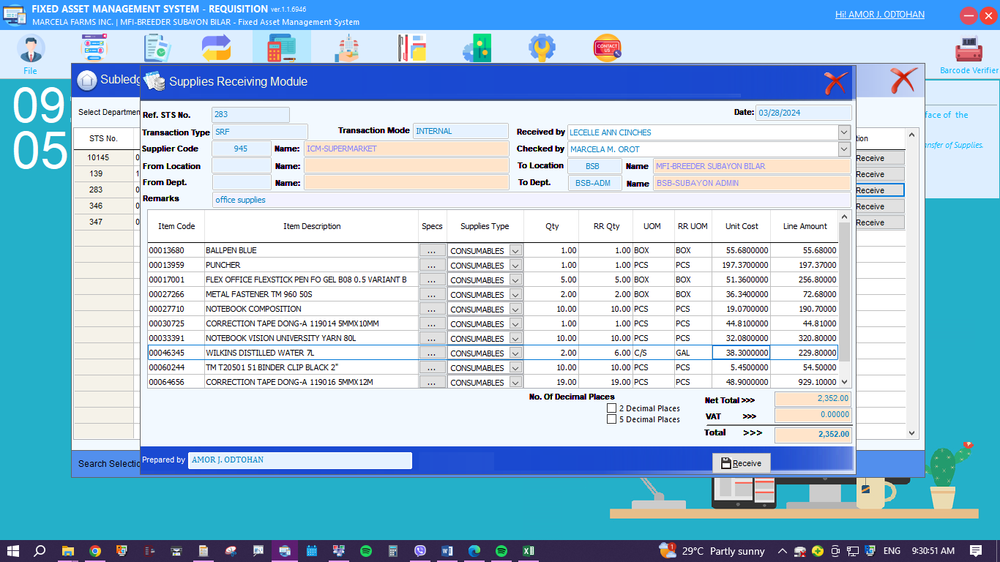 FIXED ASSET MANAGEMENT SYSTEM - REQUISITION ver.1.1.6946
MARCELA FARMS INC. | MFI-BREEDER SUBAYON BILAR - Fixed Asset Management System
Hi! AMOR J. ODTOHAN
CONTACT US
File
Barcode Verifier
09:
05
Supplies Receiving Module
Select Departmen
STS No.
10145
139
283
346
347
face of the
ansfer of Supplies.
Receive
Receive
Receive
Receive
Receive
Ref. STS No. 283 Date: 03/28/2024
Transaction Type SRF Transaction Mode INTERNAL Received by LECELLE ANN CINCHES
Supplier Code 945 Name: ICM-SUPERMARKET Checked by MARCELA M. OROT
From Location Name: To Location BSB Name MFI-BREEDER SUBAYON BILAR
From Dept. Name: To Dept. BSB-ADM Name BSB-SUBAYON ADMIN
Remarks office supplies
Item Code Item Description Specs Supplies Type Qty RR Qty UOM RR UOM Unit Cost Line Amount
00013680 BALLPEN BLUE ... CONSUMABLES 1.00 1.00 BOX BOX 55.6800000 55.68000
00013959 PUNCHER ... CONSUMABLES 1.00 1.00 PCS PCS 197.3700000 197.37000
00017001 FLEX OFFICE FLEXSTICK PEN FO GEL B08 0.5 VARIANT B ... CONSUMABLES 5.00 5.00 BOX BOX 51.3600000 256.80000
00027266 METAL FASTENER TM 960 50S ... CONSUMABLES 2.00 2.00 BOX BOX 36.3400000 72.68000
00027710 NOTEBOOK COMPOSITION ... CONSUMABLES 10.00 10.00 PCS PCS 19.0700000 190.70000
00030725 CORRECTION TAPE DONG-A 119014 5MMX10MM ... CONSUMABLES 1.00 1.00 PCS PCS 44.8100000 44.81000
00033391 NOTEBOOK VISION UNIVERSITY YARN 80L ... CONSUMABLES 10.00 10.00 PCS PCS 32.0800000 320.80000
00046345 WILKINS DISTILLED WATER 7L ... CONSUMABLES 2.00 6.00 C/S GAL 38.3000000 229.80000
00060244 TM T20501 51 BINDER CLIP BLACK 2" ... CONSUMABLES 10.00 10.00 PCS PCS 5.4500000 54.50000
00064656 CORRECTION TAPE DONG-A 119016 5MMX12M ... CONSUMABLES 19.00 19.00 PCS PCS 48.9000000 929.10000
No. Of Decimal Places
2 Decimal Places
5 Decimal Places
Net Total >>> 2,352.00
VAT >>> 0.00000
Total >>> 2,352.00
Prepared by AMOR J. ODTOHAN
Receive
29°C Partly sunny ENG 9:30:51 AM